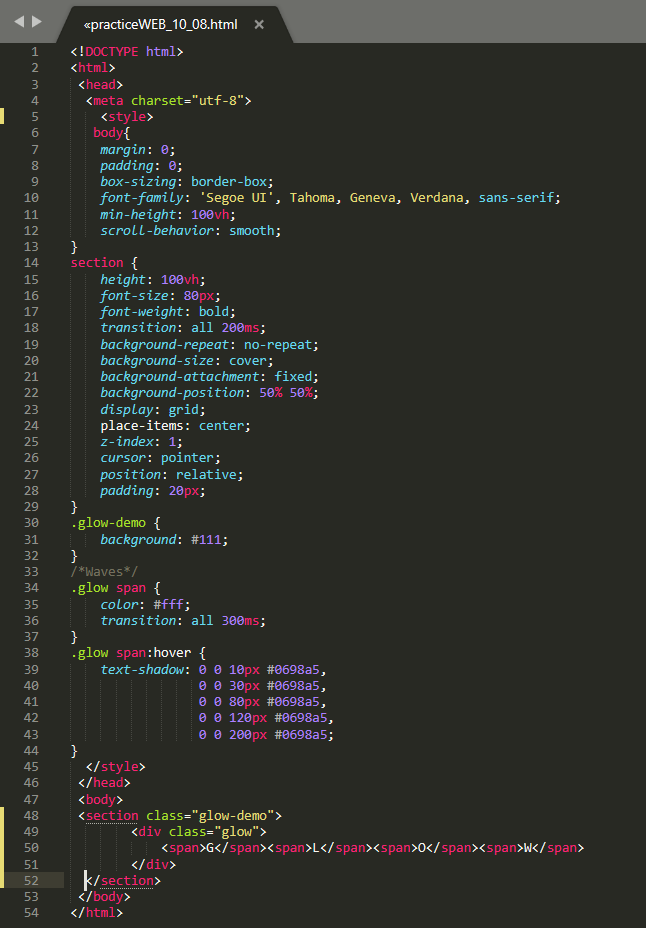 «practiceWEB_10_08.html ×
1 <!DOCTYPE html>
2 <html>
3 <head>
4 <meta charset="utf-8">
5 <style>
6 body{
7 margin: 0;
8 padding: 0;
9 box-sizing: border-box;
10 font-family: 'Segoe UI', Tahoma, Geneva, Verdana, sans-serif;
11 min-height: 100vh;
12 scroll-behavior: smooth;
13 }
14 section {
15 height: 100vh;
16 font-size: 80px;
17 font-weight: bold;
18 transition: all 200ms;
19 background-repeat: no-repeat;
20 background-size: cover;
21 background-attachment: fixed;
22 background-position: 50% 50%;
23 display: grid;
24 place-items: center;
25 z-index: 1;
26 cursor: pointer;
27 position: relative;
28 padding: 20px;
29 }
30 .glow-demo {
31 background: #111;
32 }
33 /*Waves*/
34 .glow span {
35 color: #fff;
36 transition: all 300ms;
37 }
38 .glow span:hover {
39 text-shadow: 0 0 10px #0698a5,
40 0 0 30px #0698a5,
41 0 0 80px #0698a5,
42 0 0 120px #0698a5,
43 0 0 200px #0698a5;
44 }
45 </style>
46 </head>
47 <body>
48 <section class="glow-demo">
49 <div class="glow">
50 <span>G</span><span>L</span><span>O</span><span>W</span>
51 </div>
52 </section>
53 </body>
54 </html>